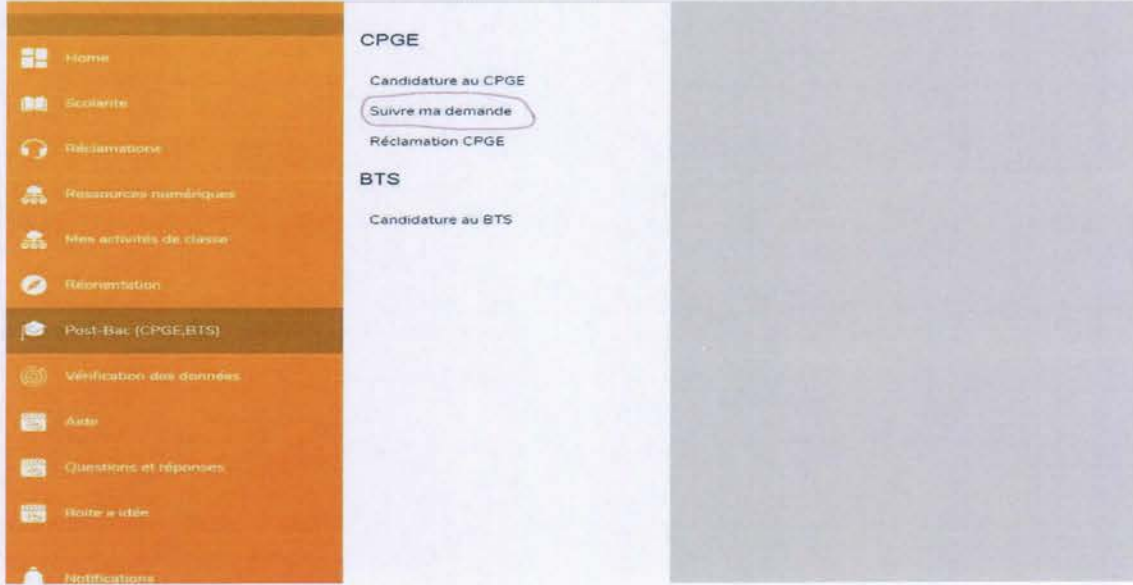 Home
Scolarité
Réclamations
Ressources numériques
Mes activités de classe
Réorientation
Post-Bac (CPGE,BTS)
Vérification des données
Aide
Questions et réponses
Boite a idée
Notifications
CPGE
Candidature au CPGE
Suivre ma demande
Réclamation CPGE
BTS
Candidature au BTS